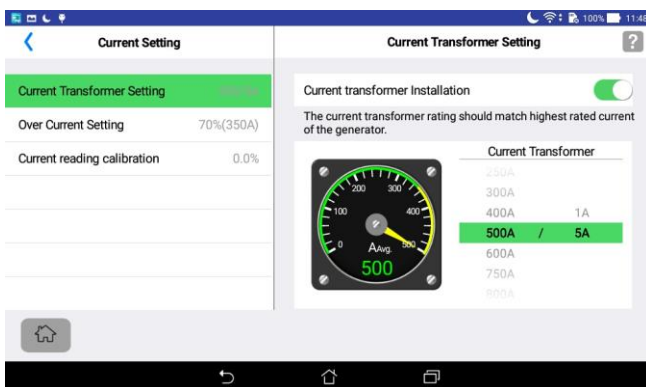 100% 11:48
Current Setting
Current Transformer Setting
?
Current Transformer Setting
Over Current Setting 70%(350A)
Current reading calibration 0.0%
Current transformer Installation
The current transformer rating should match highest rated current
of the generator.
Current Transformer
250A
300A
400A 1A
500A / 5A
600A
750A
800A
0 100 200 300 400 500
AAvg.
500